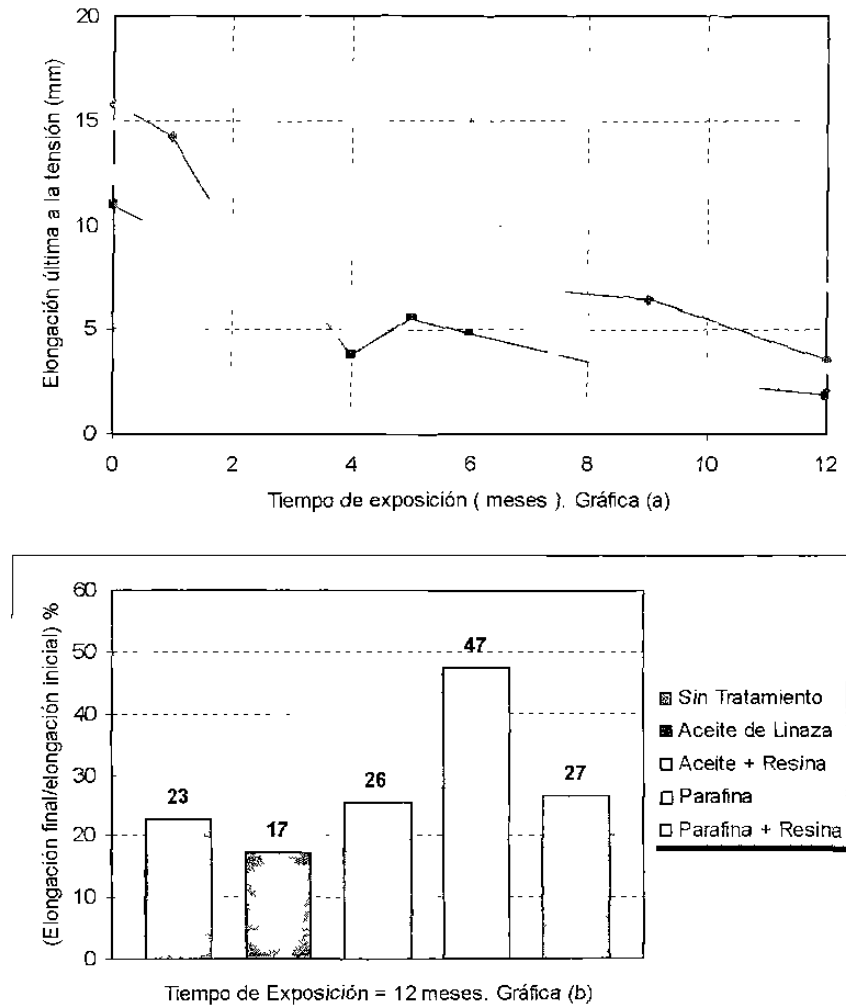 20
15
10
5
0
Elongación última a la tensión (mm)
0 2 4 6 8 10 12
Tiempo de exposición ( meses ). Gráfica (a)
60
50
40
30
20
10
0
(Elongación final/elongación inicial) %
23
17
26
47
27
Sin Tratamiento
Aceite de Linaza
Aceite + Resina
Parafina
Parafina + Resina
Tiempo de Exposición = 12 meses. Gráfica (b)